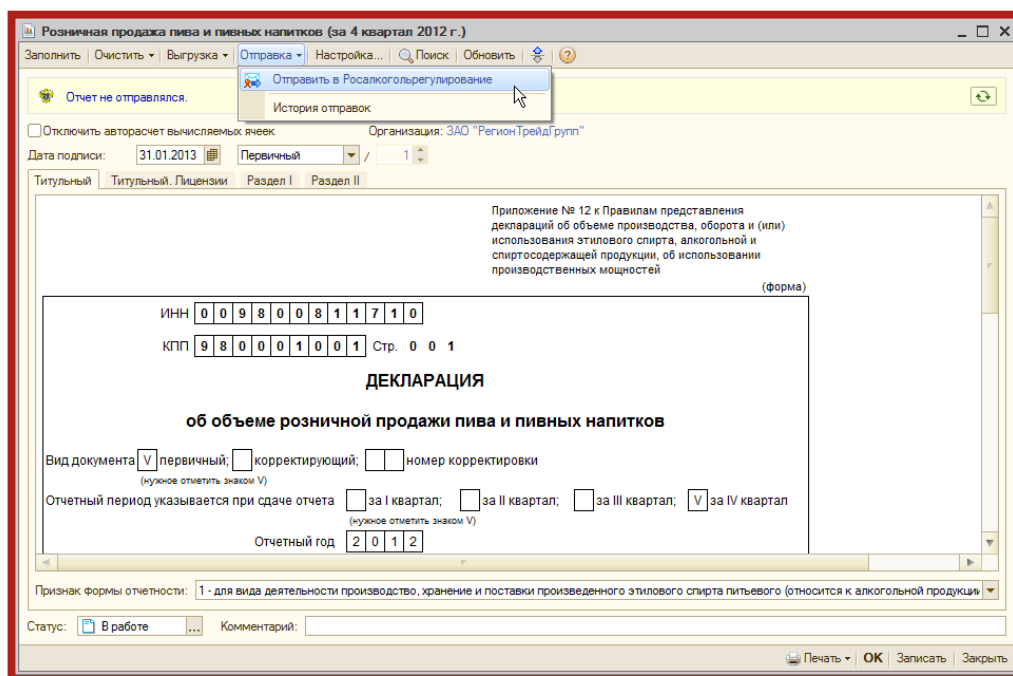 Розничная продажа пива и пивных напитков (за 4 квартал 2012 г.)
Заполнить Очистить Выгрузка Отправка Настройка... Поиск Обновить
Отправить в Росалкогольрегулирование
История отправок
Отчет не отправлялся.
Отключить авторасчет вычисляемых ячеек Организация: ЗАО "РегионТрейдГрупп"
Дата подписи: 31.01.2013 Первичный / 1
Титульный Титульный. Лицензии Раздел I Раздел II
Приложение № 12 к Правилам представления
деклараций об объеме производства, оборота и (или)
использования этилового спирта, алкогольной и
спиртосодержащей продукции, об использовании
производственных мощностей
(форма)
ИНН 0 0 9 8 0 0 8 1 1 7 1 0
КПП 9 8 0 0 0 1 0 0 1 Стр. 0 0 1
ДЕКЛАРАЦИЯ
об объеме розничной продажи пива и пивных напитков
Вид документа V первичный; корректирующий; номер корректировки
(нужное отметить знаком V)
Отчетный период указывается при сдаче отчета за I квартал; за II квартал; за III квартал; V за IV квартал
(нужное отметить знаком V)
Отчетный год 2 0 1 2
Признак формы отчетности: 1 - для вида деятельности производство, хранение и поставки произведенного этилового спирта питьевого (относится к алкогольной продукции
Статус: В работе ... Комментарий:
Печать OK Записать Закрыть